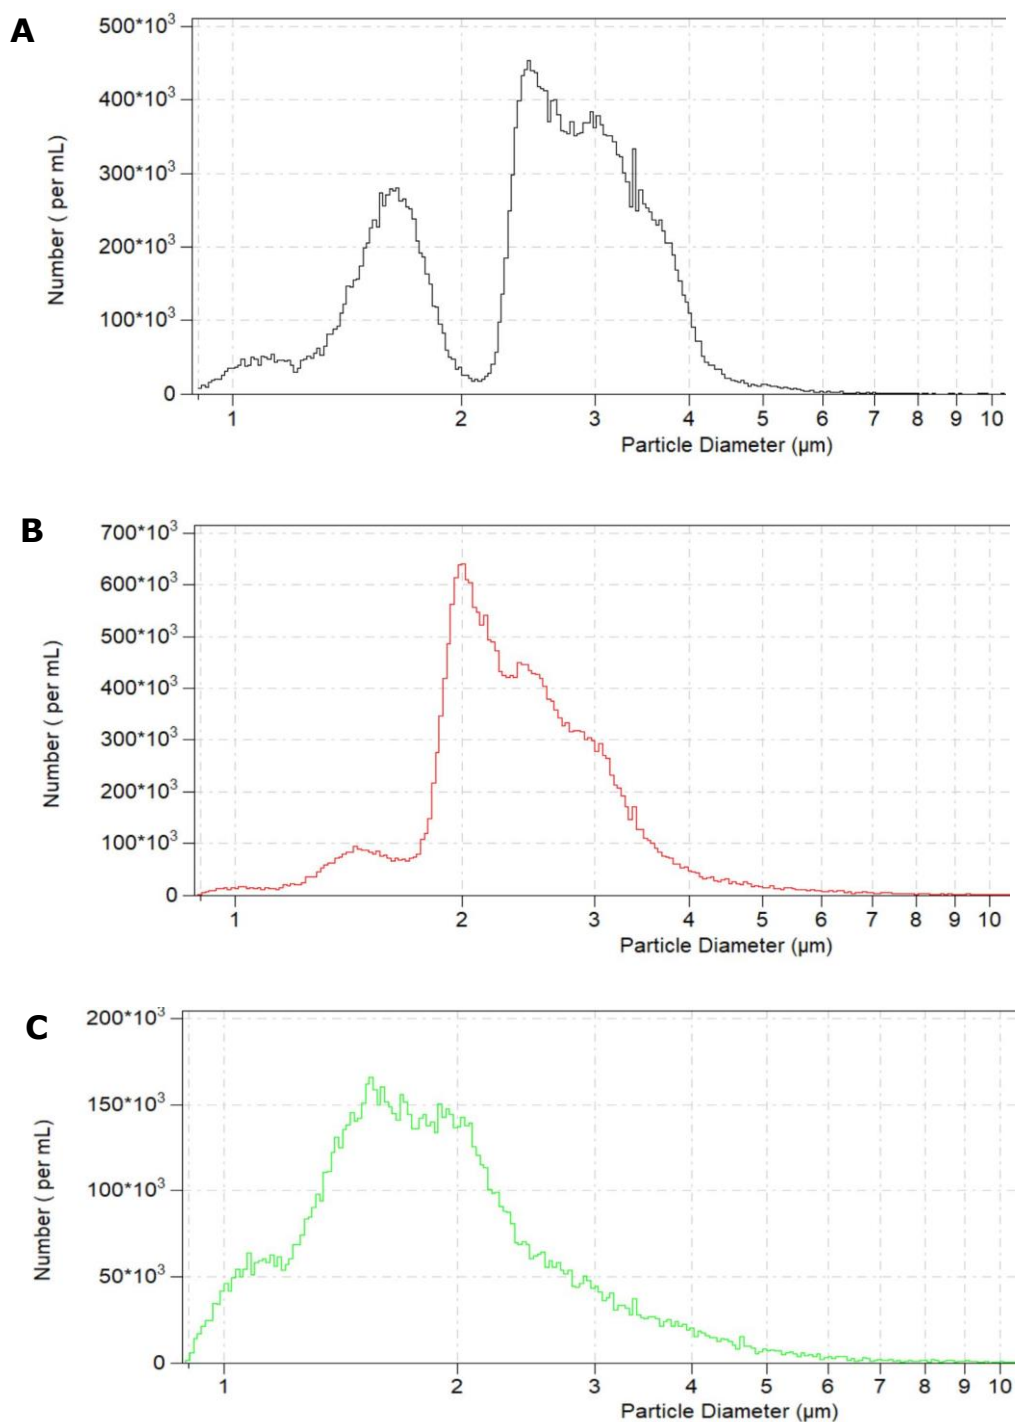 A
500*10³
400*10³
300*10³
200*10³
100*10³
0
Number ( per mL)
1 2 3 4 5 6 7 8 9 10
Particle Diameter (µm)
B
700*10³
600*10³
500*10³
400*10³
300*10³
200*10³
100*10³
0
Number ( per mL)
1 2 3 4 5 6 7 8 9 10
Particle Diameter (µm)
C
200*10³
150*10³
100*10³
50*10³
0
Number ( per mL)
1 2 3 4 5 6 7 8 9 10
Particle Diameter (µm)